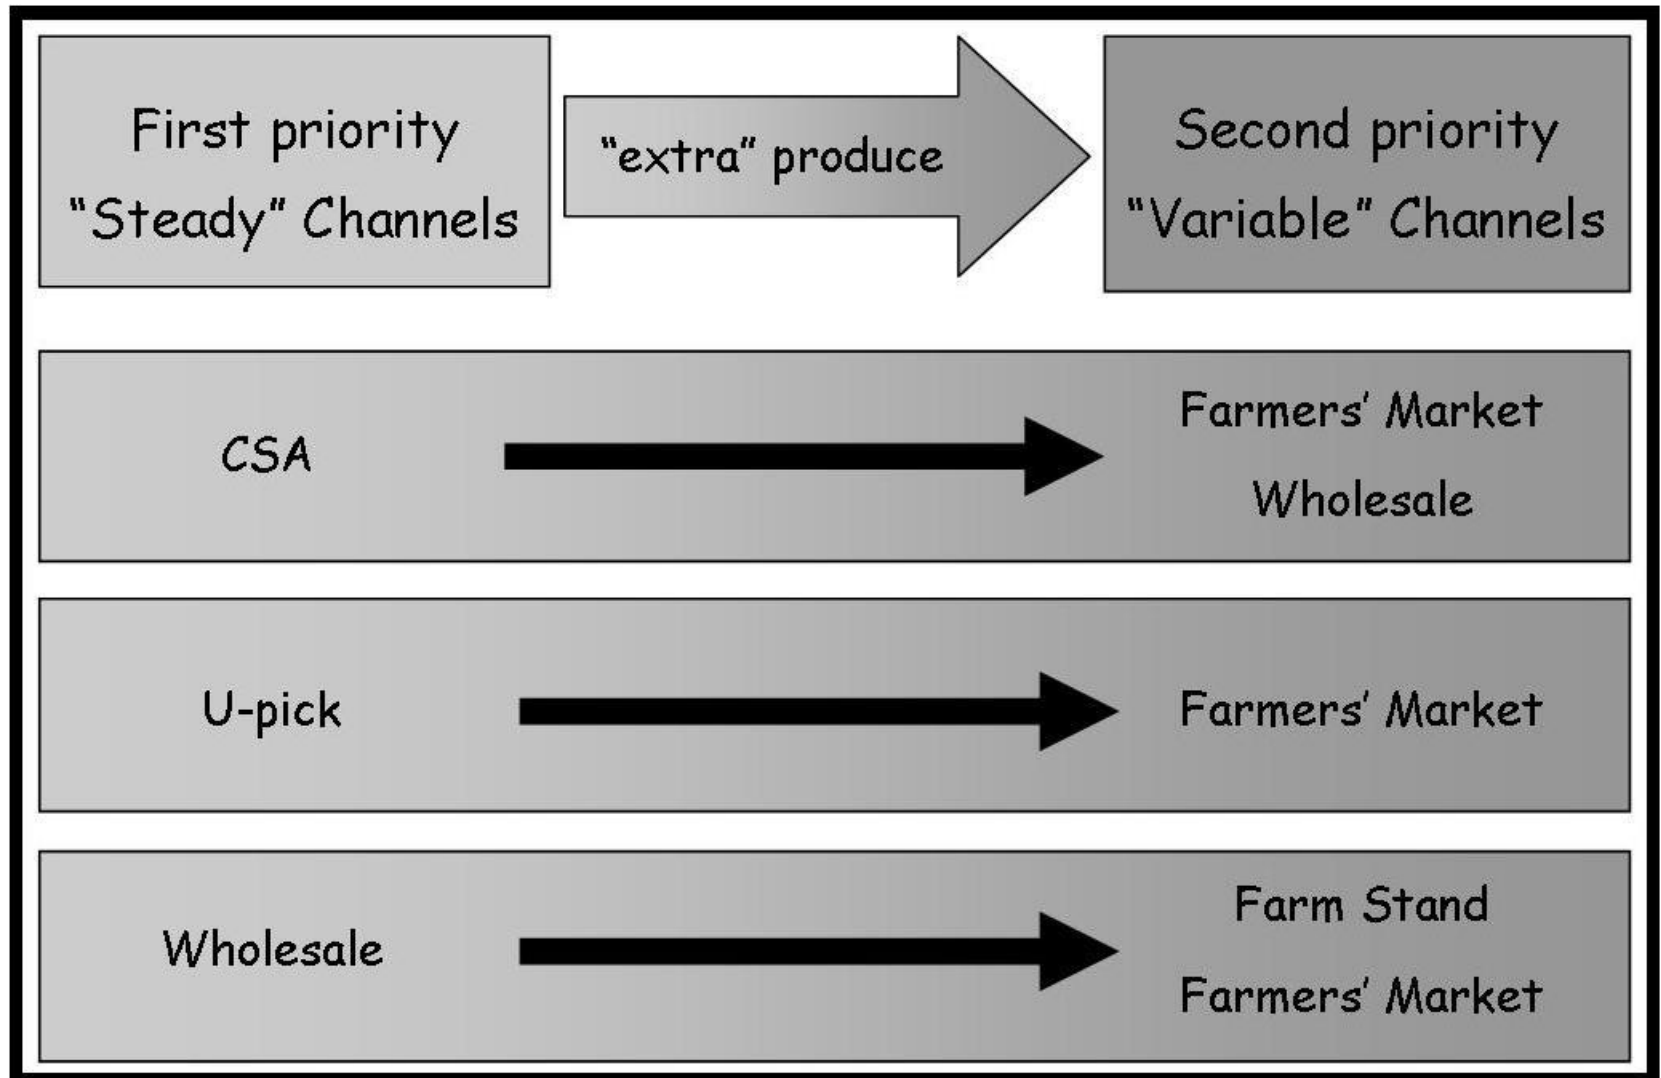 First priority
“Steady” Channels
“extra” produce
Second priority
“Variable” Channels
CSA
Farmers’ Market
Wholesale
U-pick
Farmers’ Market
Wholesale
Farm Stand
Farmers’ Market